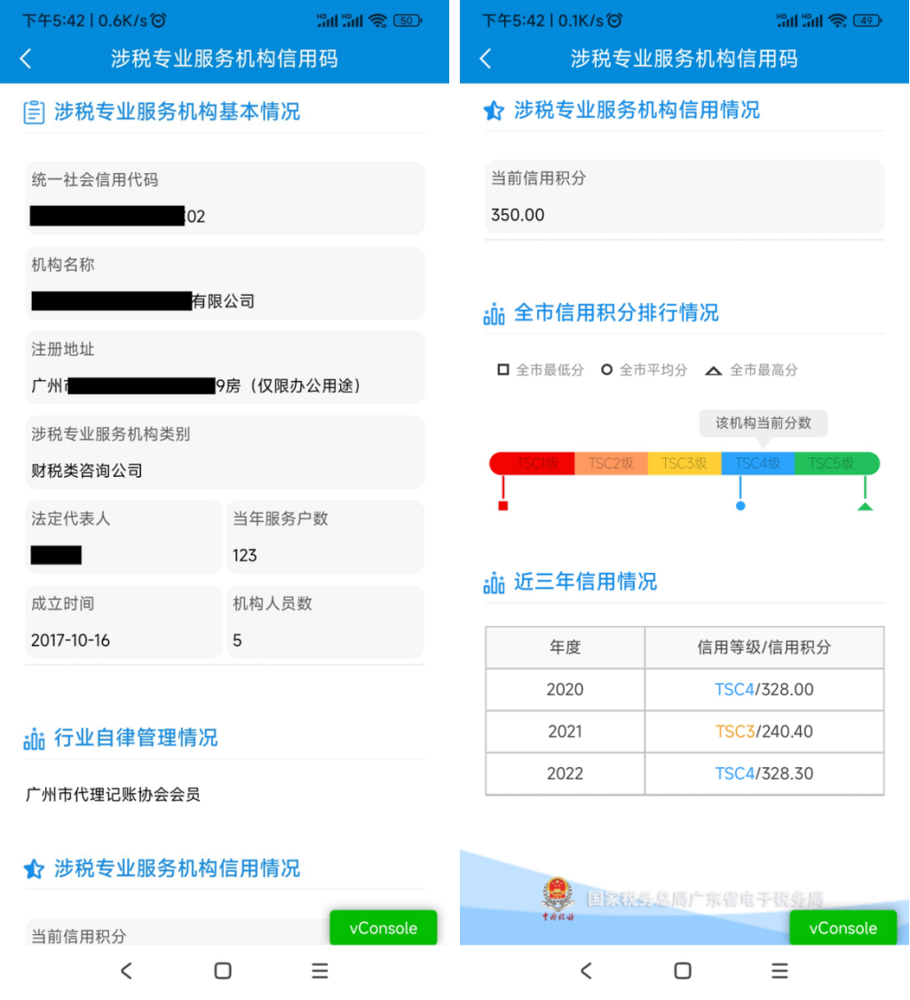 下午5:42 | 0.6K/s
HD HD 50
涉税专业服务机构信用码
涉税专业服务机构基本情况
统一社会信用代码
02
机构名称
有限公司
注册地址
广州市 9房（仅限办公用途）
涉税专业服务机构类别
财税类咨询公司
法定代表人
当年服务户数
123
成立时间
机构人员数
2017-10-16
5
行业自律管理情况
广州市代理记账协会会员
涉税专业服务机构信用情况
当前信用积分
vConsole
下午5:42 | 0.1K/s
HD HD 49
涉税专业服务机构信用码
涉税专业服务机构信用情况
当前信用积分
350.00
全市信用积分排行情况
全市最低分 全市平均分 全市最高分
该机构当前分数
TSC1级 TSC2级 TSC3级 TSC4级 TSC5级
近三年信用情况
年度 信用等级/信用积分
2020 TSC4/328.00
2021 TSC3/240.40
2022 TSC4/328.30
国家税务总局广东省电子税务局
中国税务
vConsole